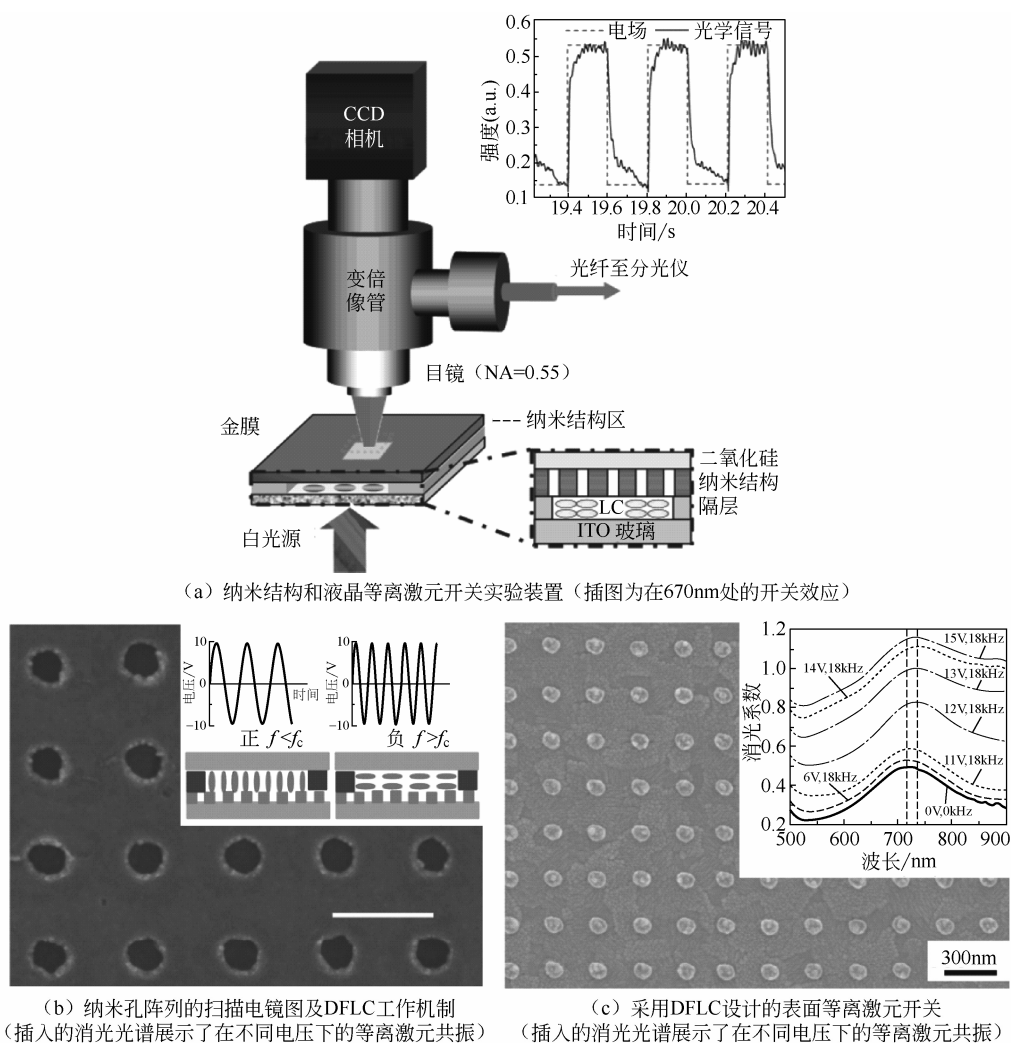 0.6
0.5
0.3
0.2
0.1
强度(a.u.)
电场
光学信号
19.4 19.6 19.8 20.0 20.2 20.4
时间/s
CCD
相机
变倍
像管
光纤至分光仪
目镜（NA=0.55）
金膜
纳米结构区
白光源
二氧化硅
纳米结构
隔层
LC
ITO 玻璃
（a）纳米结构和液晶等离激元开关实验装置（插图为在670nm处的开关效应）
10
0
−10
电压/V
时间
正 f<fc
10
0
−10
电压/V
负 f>fc
（b）纳米孔阵列的扫描电镜图及DFLC工作机制
（插入的消光光谱展示了在不同电压下的等离激元共振）
1.2
1.0
0.8
0.6
0.4
0.2
消光系数
15V,18kHz
14V,18kHz
13V,18kHz
12V,18kHz
11V,18kHz
6V,18kHz
0V,0kHz
500 600 700 800 900
波长/nm
300nm
（c）采用DFLC设计的表面等离激元开关
（插入的消光光谱展示了在不同电压下的等离激元共振）